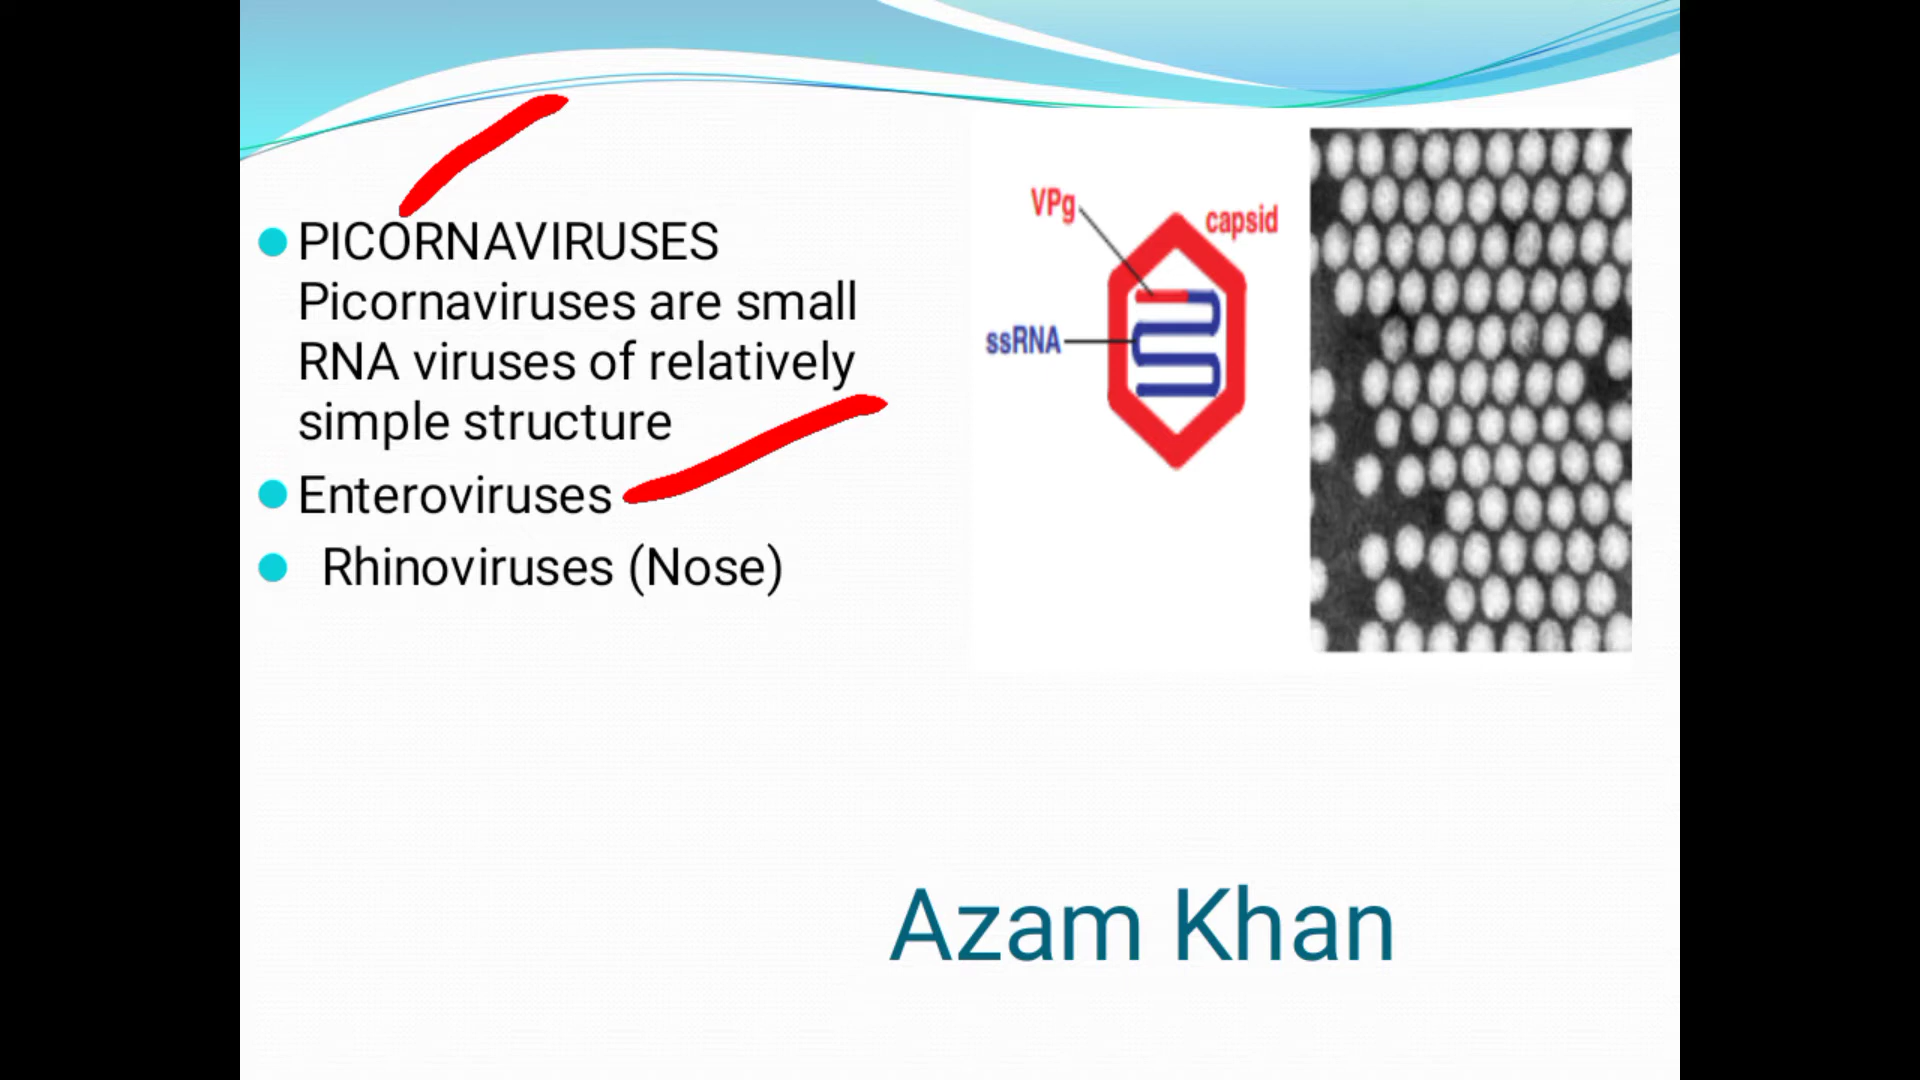 PICORNAVIRUSES
Picornaviruses are small
RNA viruses of relatively
simple structure
Enteroviruses
Rhinoviruses (Nose)
VPg
capsid
ssRNA
Azam Khan